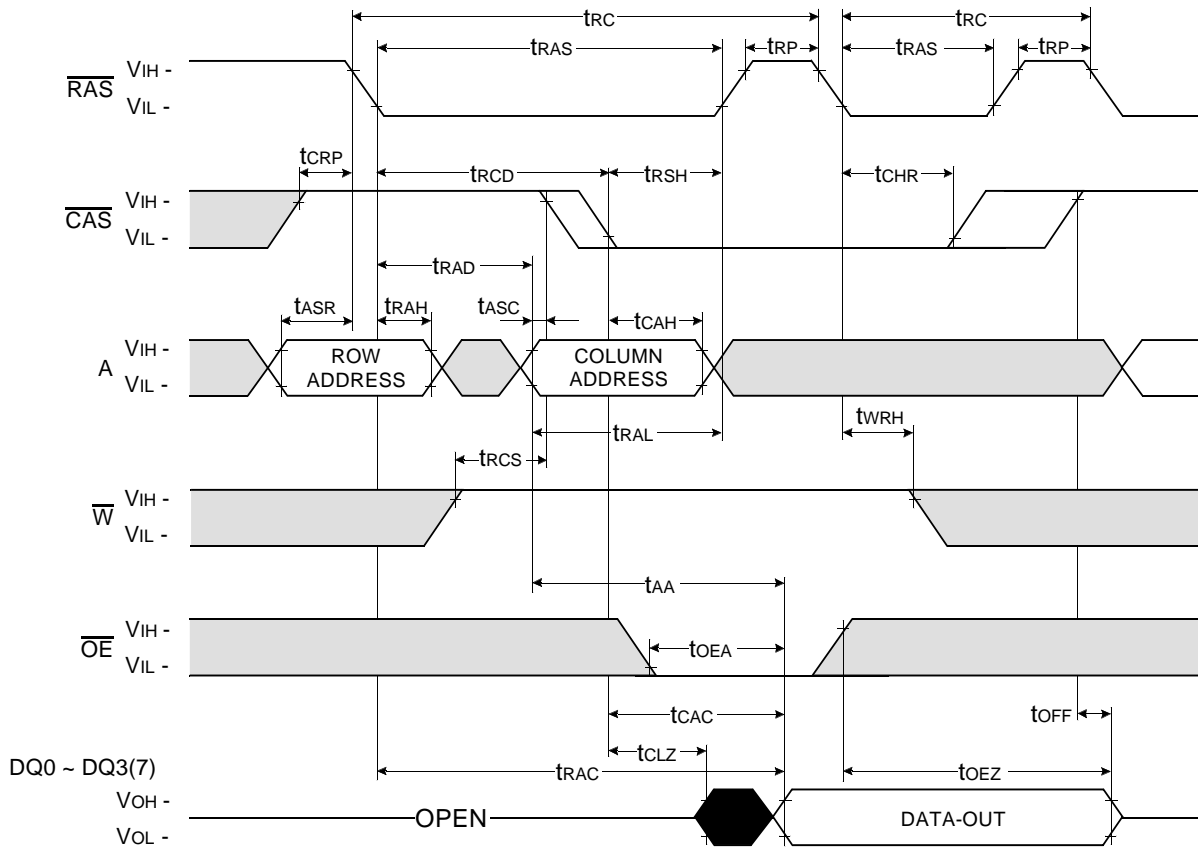 tRC tRC
tRAS tRP tRAS tRP
RAS VIH -
VIL -
tCRP tRCD tRSH tCHR
CAS VIH -
VIL -
tRAD
tASR tRAH tASC tCAH
A VIH -
VIL -
ROW ADDRESS
COLUMN ADDRESS
tRAL tWRH
tRCS
W VIH -
VIL -
tAA
OE VIH -
VIL -
tOEA
tCAC tOFF
tCLZ
DQ0 ~ DQ3(7)
tRAC tOEZ
VOH -
VOL -
OPEN DATA-OUT